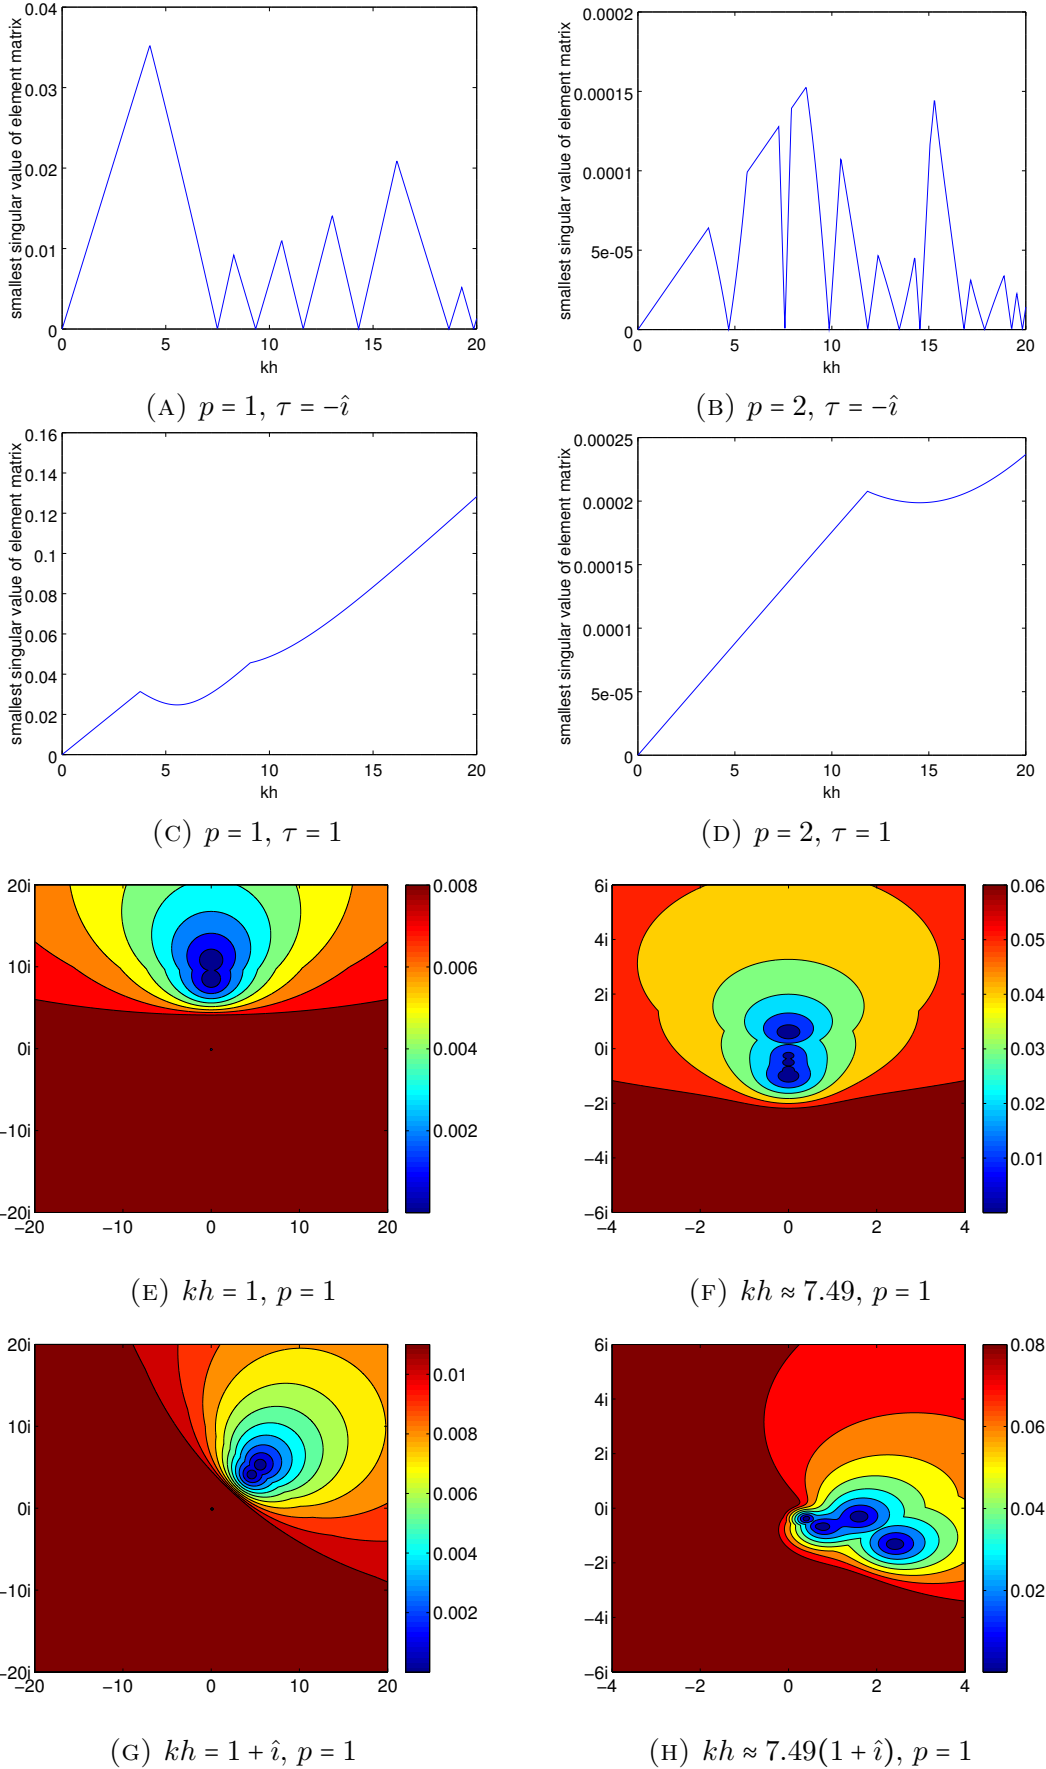 smallest singular value of element matrix
0.04
0.03
0.02
0.01
0
0 5 10 15 20
kh
(A) p = 1, τ = −î
smallest singular value of element matrix
0.0002
0.00015
0.0001
5e-05
0
0 5 10 15 20
kh
(B) p = 2, τ = −î
smallest singular value of element matrix
0.16
0.14
0.12
0.1
0.08
0.06
0.04
0.02
0
0 5 10 15 20
kh
(C) p = 1, τ = 1
smallest singular value of element matrix
0.00025
0.0002
0.00015
0.0001
5e-05
0
0 5 10 15 20
kh
(D) p = 2, τ = 1
20i
10i
0i
−10i
−20i
−20 −10 0 10 20
0.008
0.006
0.004
0.002
(E) kh = 1, p = 1
6i
4i
2i
0i
−2i
−4i
−6i
−4 −2 0 2 4
0.06
0.05
0.04
0.03
0.02
0.01
(F) kh ≈ 7.49, p = 1
20i
10i
0i
−10i
−20i
−20 −10 0 10 20
0.01
0.008
0.006
0.004
0.002
(G) kh = 1 + î, p = 1
6i
4i
2i
0i
−2i
−4i
−6i
−4 −2 0 2 4
0.08
0.06
0.04
0.02
(H) kh ≈ 7.49(1 + î), p = 1